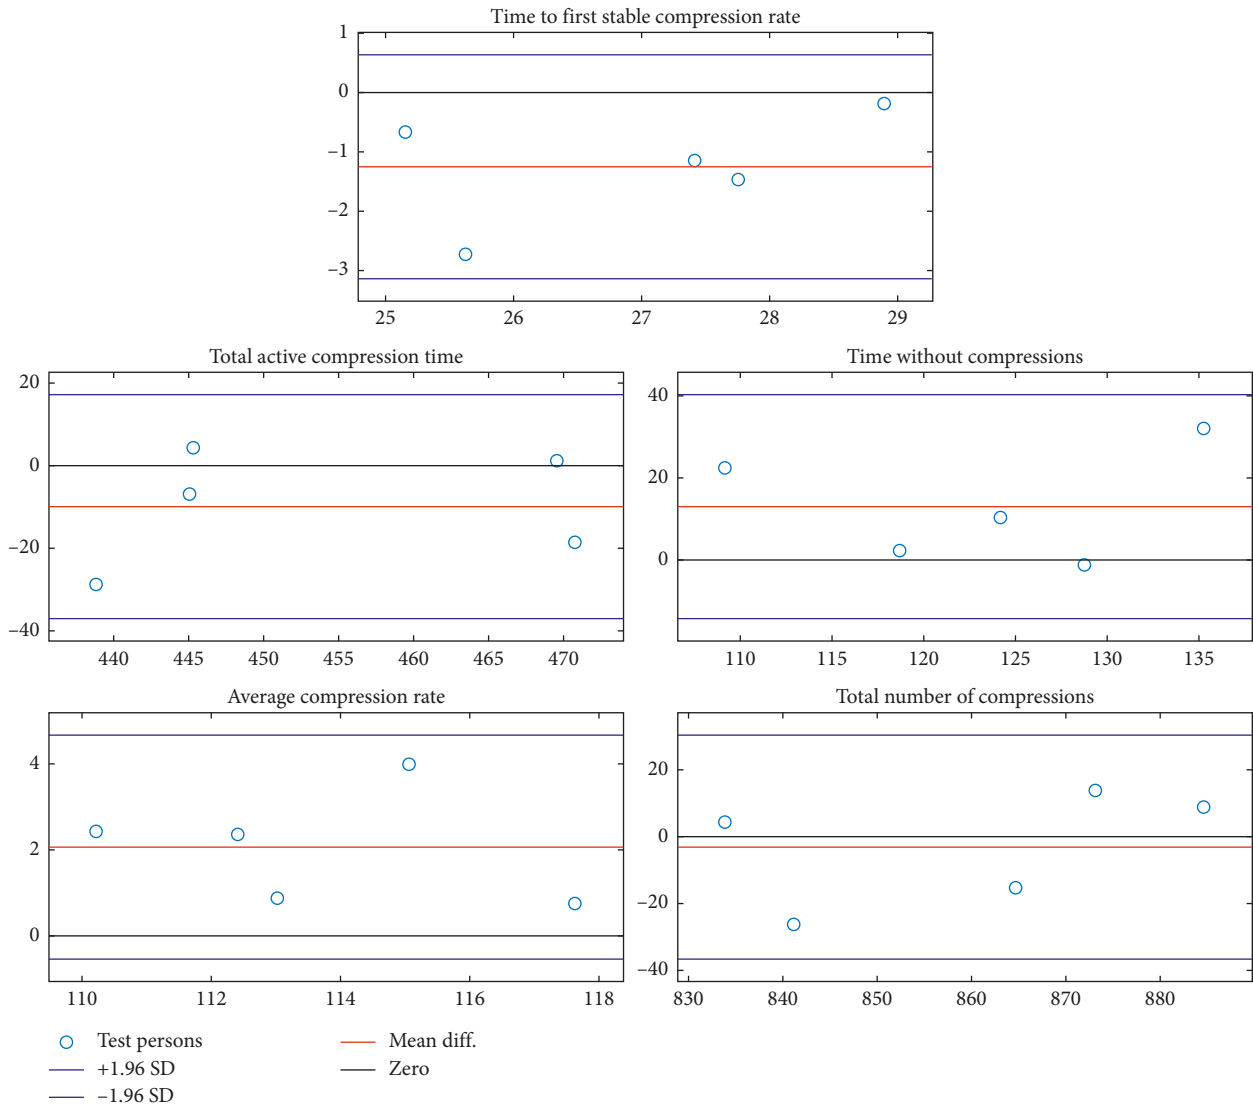 Time to first stable compression rate
1
0
−1
−2
−3
25 26 27 28 29
Total active compression time
20
0
−20
−40
440 445 450 455 460 465 470
Time without compressions
40
20
0
110 115 120 125 130 135
Average compression rate
4
2
0
110 112 114 116 118
Total number of compressions
20
0
−20
−40
830 840 850 860 870 880
Test persons
+1.96 SD
−1.96 SD
Mean diff.
Zero